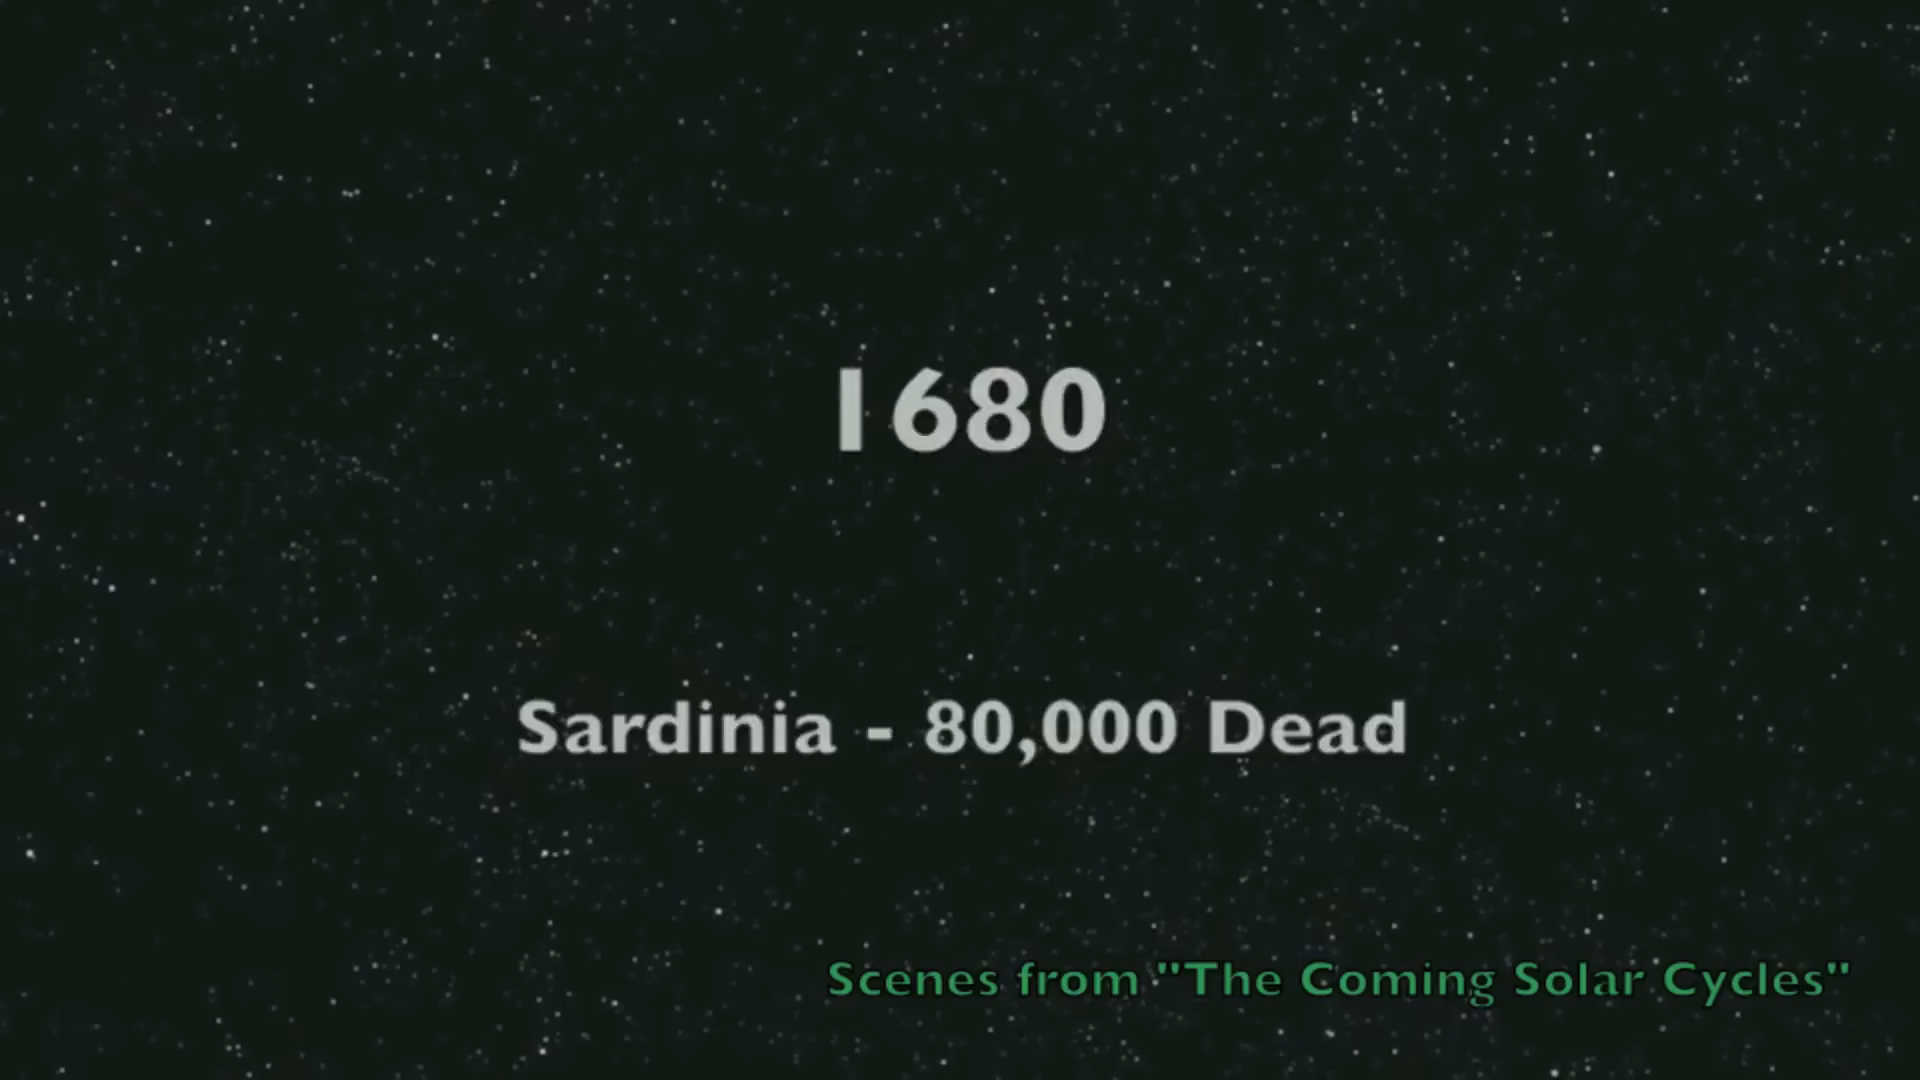 1680
Sardinia - 80,000 Dead
Scenes from "The Coming Solar Cycles"